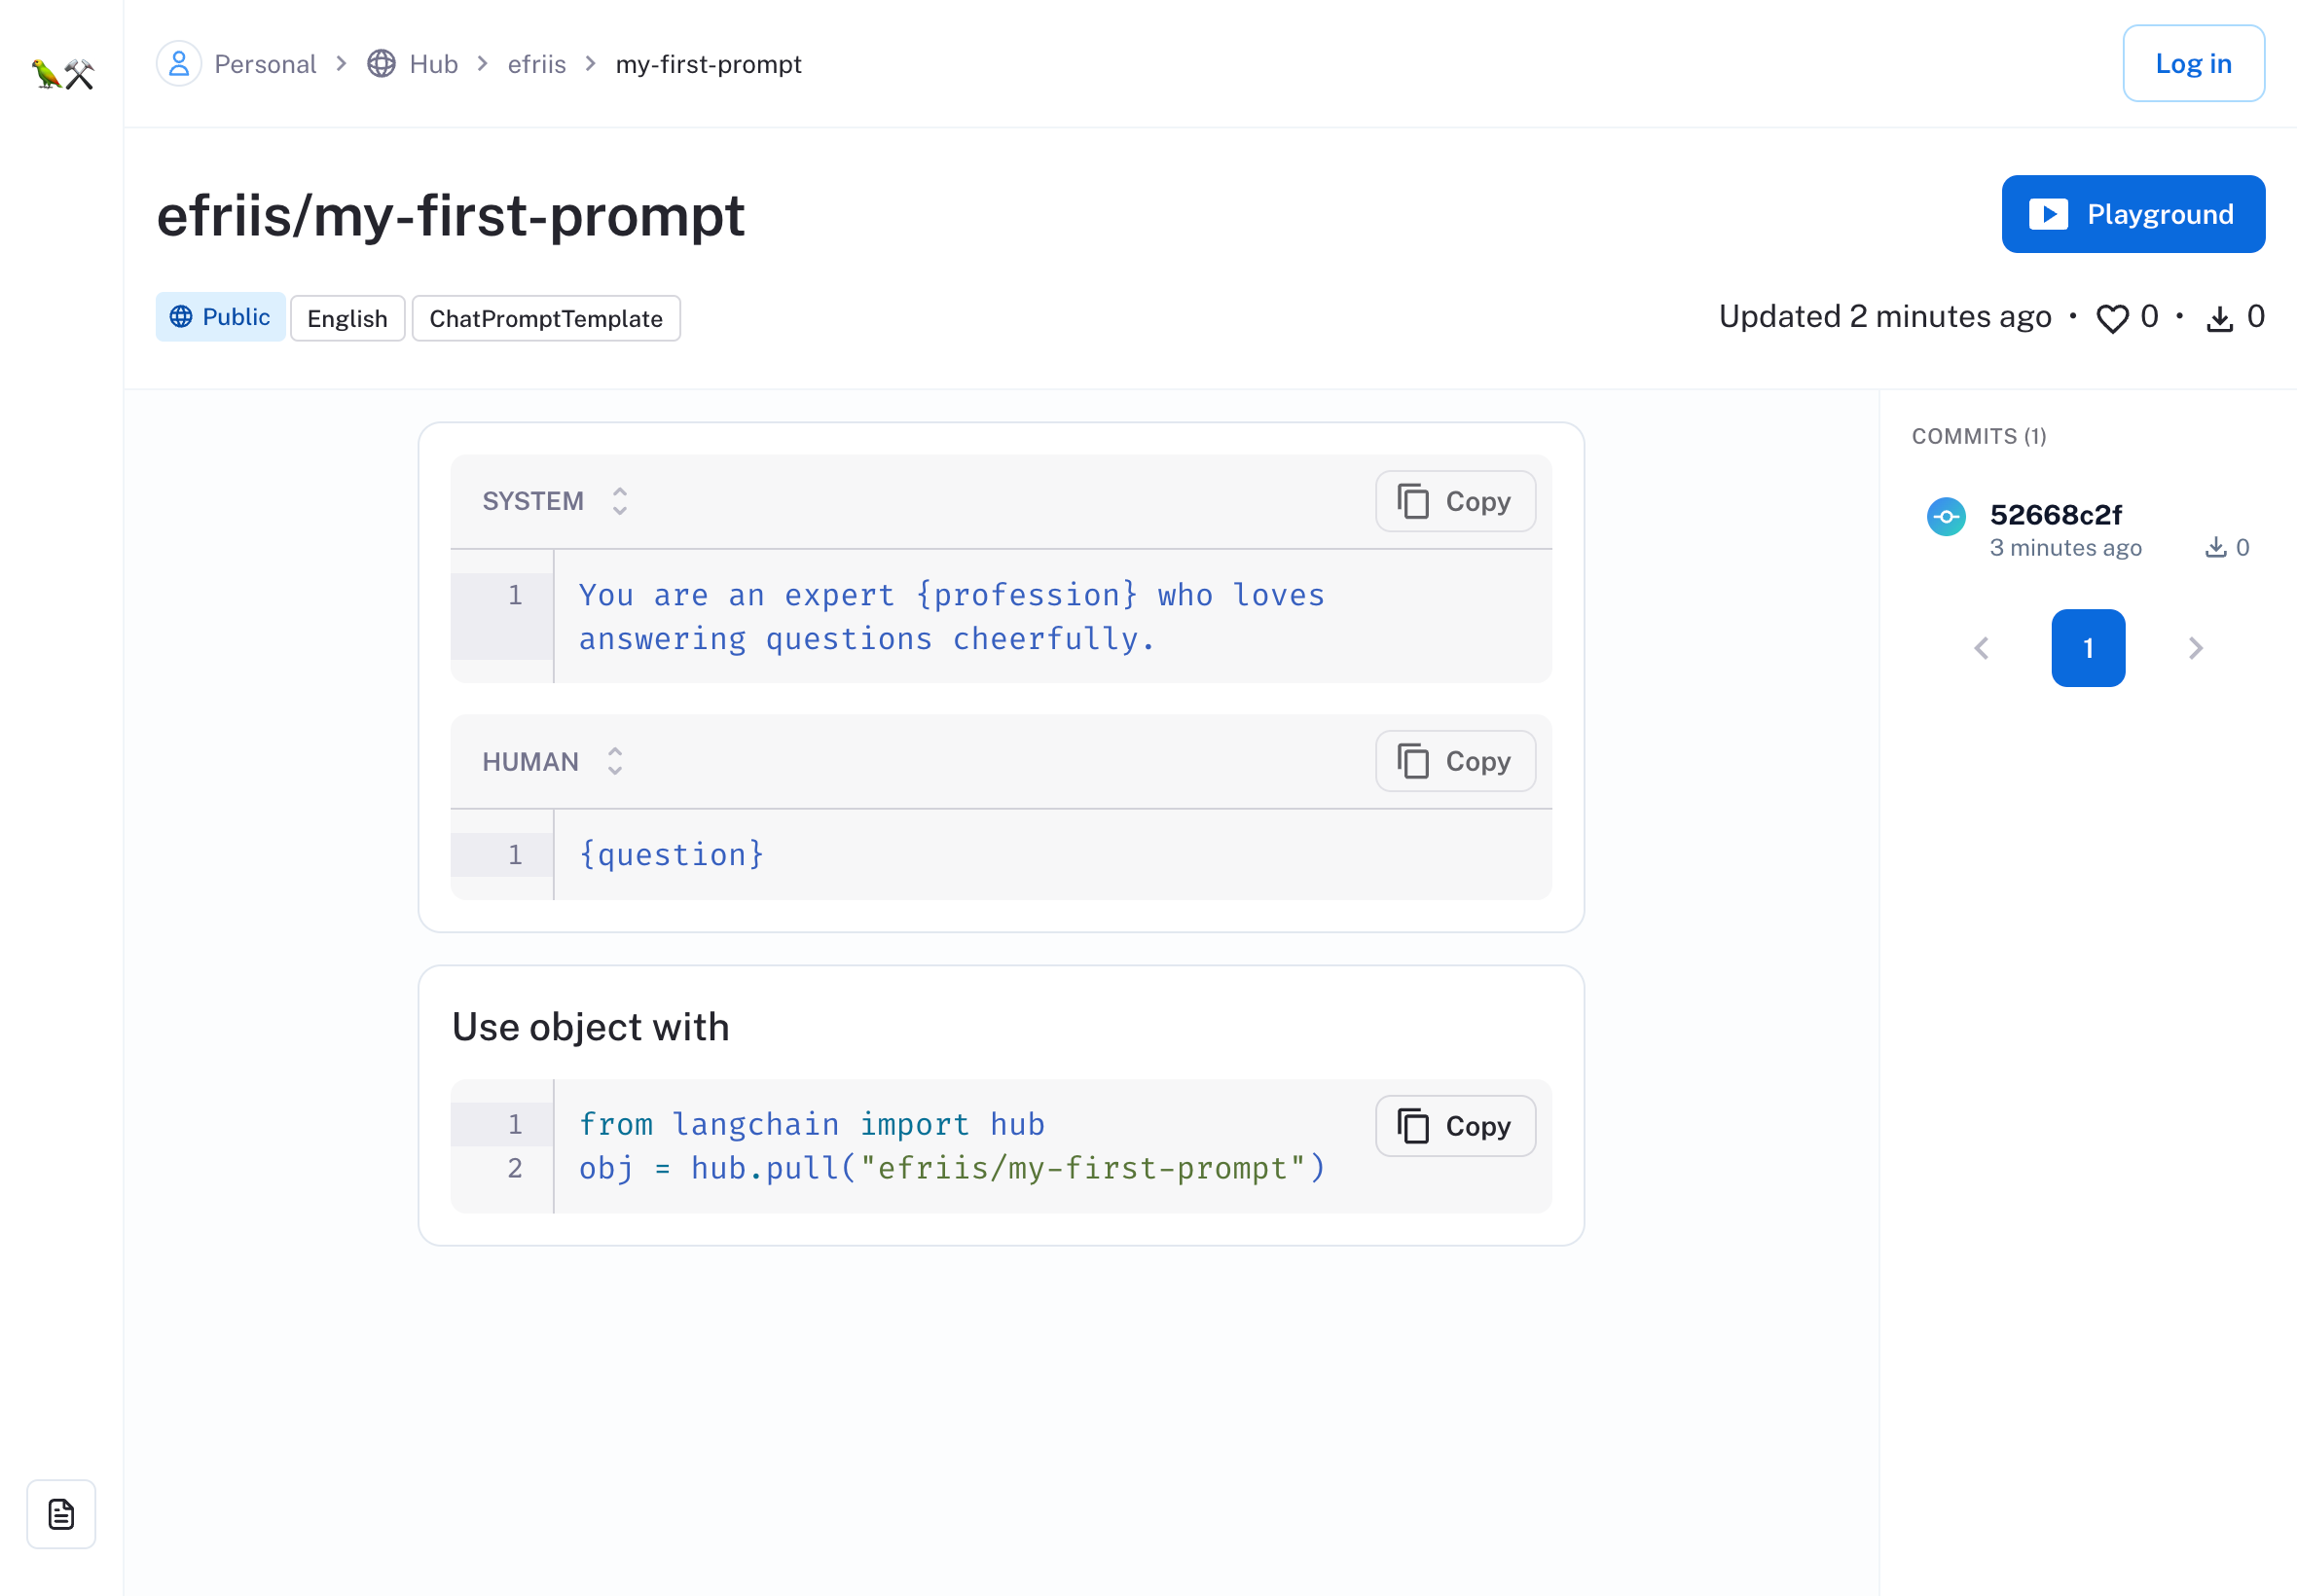 Personal > Hub > efriis > my-first-prompt
Log in
efriis/my-first-prompt
Playground
Public English ChatPromptTemplate
Updated 2 minutes ago • 0 • 0
COMMITS (1)
52668c2f
3 minutes ago 0
1
SYSTEM Copy
1 You are an expert {profession} who loves
answering questions cheerfully.
HUMAN Copy
1 {question}
Use object with
Copy
1 from langchain import hub
2 obj = hub.pull("efriis/my-first-prompt")